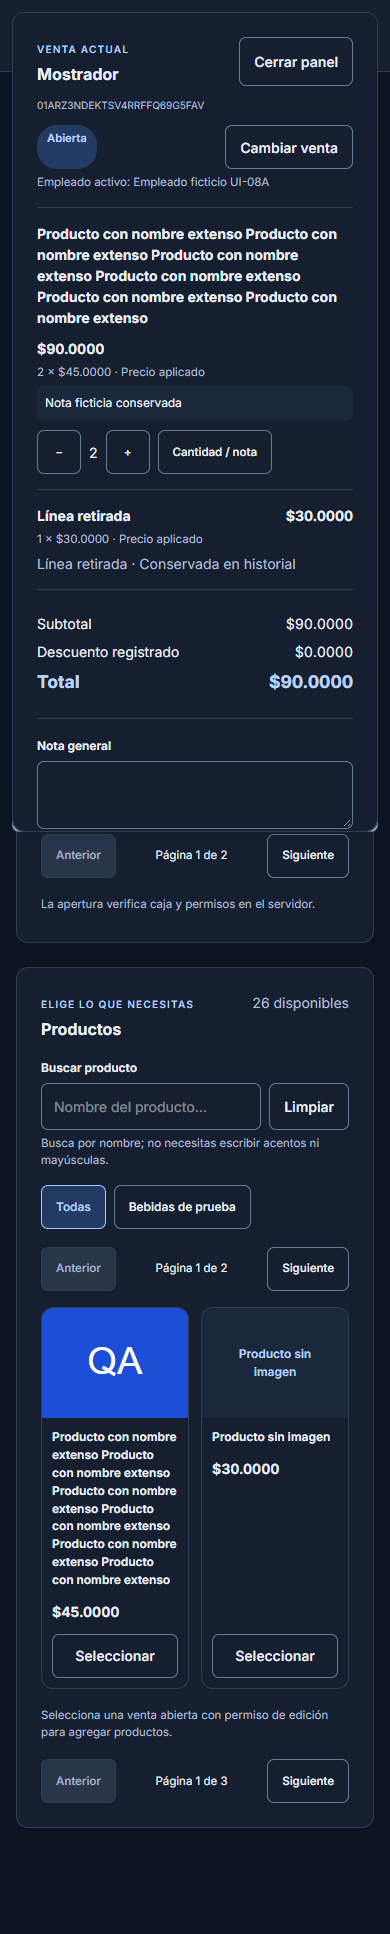 VENTA ACTUAL
Mostrador
Cerrar panel
01ARZ3NDEKTSV4RRFFQ69G5FAV
Abierta
Cambiar venta
Empleado activo: Empleado ficticio UI-08A
Producto con nombre extenso Producto con
nombre extenso Producto con nombre
extenso Producto con nombre extenso
Producto con nombre extenso Producto con
nombre extenso
$90.0000
2 × $45.0000 · Precio aplicado
Nota ficticia conservada
− 2 + Cantidad / nota
Línea retirada $30.0000
1 × $30.0000 · Precio aplicado
Línea retirada · Conservada en historial
Subtotal $90.0000
Descuento registrado $0.0000
Total $90.0000
Nota general
Anterior Página 1 de 2 Siguiente
La apertura verifica caja y permisos en el servidor.
ELIGE LO QUE NECESITAS 26 disponibles
Productos
Buscar producto
Nombre del producto... Limpiar
Busca por nombre; no necesitas escribir acentos ni
mayúsculas.
Todas Bebidas de prueba
Anterior Página 1 de 2 Siguiente
QA
Producto con nombre
extenso Producto
con nombre extenso
Producto con nombre
extenso Producto
con nombre extenso
Producto con nombre
extenso Producto
con nombre extenso
$45.0000
Seleccionar
Producto sin
imagen
Producto sin imagen
$30.0000
Seleccionar
Selecciona una venta abierta con permiso de edición
para agregar productos.
Anterior Página 1 de 3 Siguiente